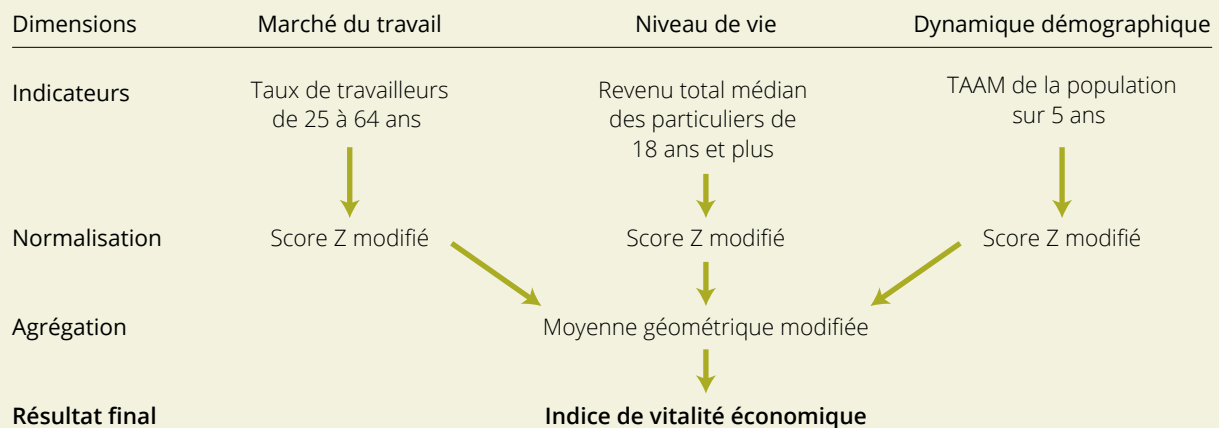 Dimensions Marché du travail Niveau de vie Dynamique démographique
Indicateurs
Taux de travailleurs
de 25 à 64 ans
Revenu total médian
des particuliers de
18 ans et plus
TAAM de la population
sur 5 ans
Normalisation Score Z modifié Score Z modifié Score Z modifié
Agrégation Moyenne géométrique modifiée
Résultat final Indice de vitalité économique